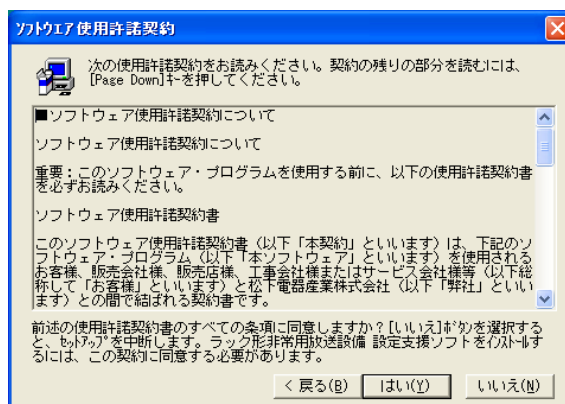 ソフトウェア使用許諾契約
次の使用許諾契約をお読みください。契約の残りの部分を読むには、
[Page Down]キーを押してください。
■ソフトウェア使用許諾契約について
ソフトウェア使用許諾契約について
重要：このソフトウェア・プログラムを使用する前に、以下の使用許諾契約書
を必ずお読みください。
ソフトウェア使用許諾契約書
このソフトウェア使用許諾契約書（以下「本契約」といいます）は、下記のソ
フトウェア・プログラム（以下「本ソフトウェア」といいます）を使用される
お客様、販売会社様、販売店様、工事会社様またはサービス会社様等（以下総
称して「お客様」といいます）と松下電器産業株式会社（以下「弊社」といい
ます）との間で結ばれる契約書です。
前述の使用許諾契約書のすべての条項に同意しますか？[いいえ]ボタンを選択する
と、セットアップを中断します。ラック形非常用放送設備 設定支援ソフトをインストールす
るには、この契約に同意する必要があります。
< 戻る(B) はい(Y) いいえ(N)